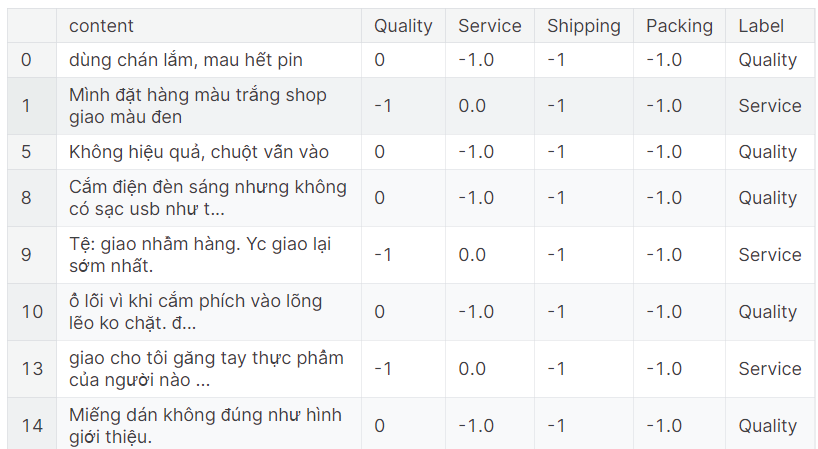 content Quality Service Shipping Packing Label
0 dùng chán lắm, mau hết pin 0 -1.0 -1 -1.0 Quality
1 Mình đặt hàng màu trắng shop
giao màu đen -1 0.0 -1 -1.0 Service
5 Không hiệu quả, chuột vẫn vào 0 -1.0 -1 -1.0 Quality
8 Cắm điện đèn sáng nhưng không
có sạc usb như t... 0 -1.0 -1 -1.0 Quality
9 Tệ: giao nhầm hàng. Yc giao lại
sớm nhất. -1 0.0 -1 -1.0 Service
10 ổ lỗi vì khi cắm phích vào lõng
lẽo ko chặt. đ... 0 -1.0 -1 -1.0 Quality
13 giao cho tôi găng tay thực phẩm
của người nào ... -1 0.0 -1 -1.0 Service
14 Miếng dán không đúng như hình
giới thiệu. 0 -1.0 -1 -1.0 Quality